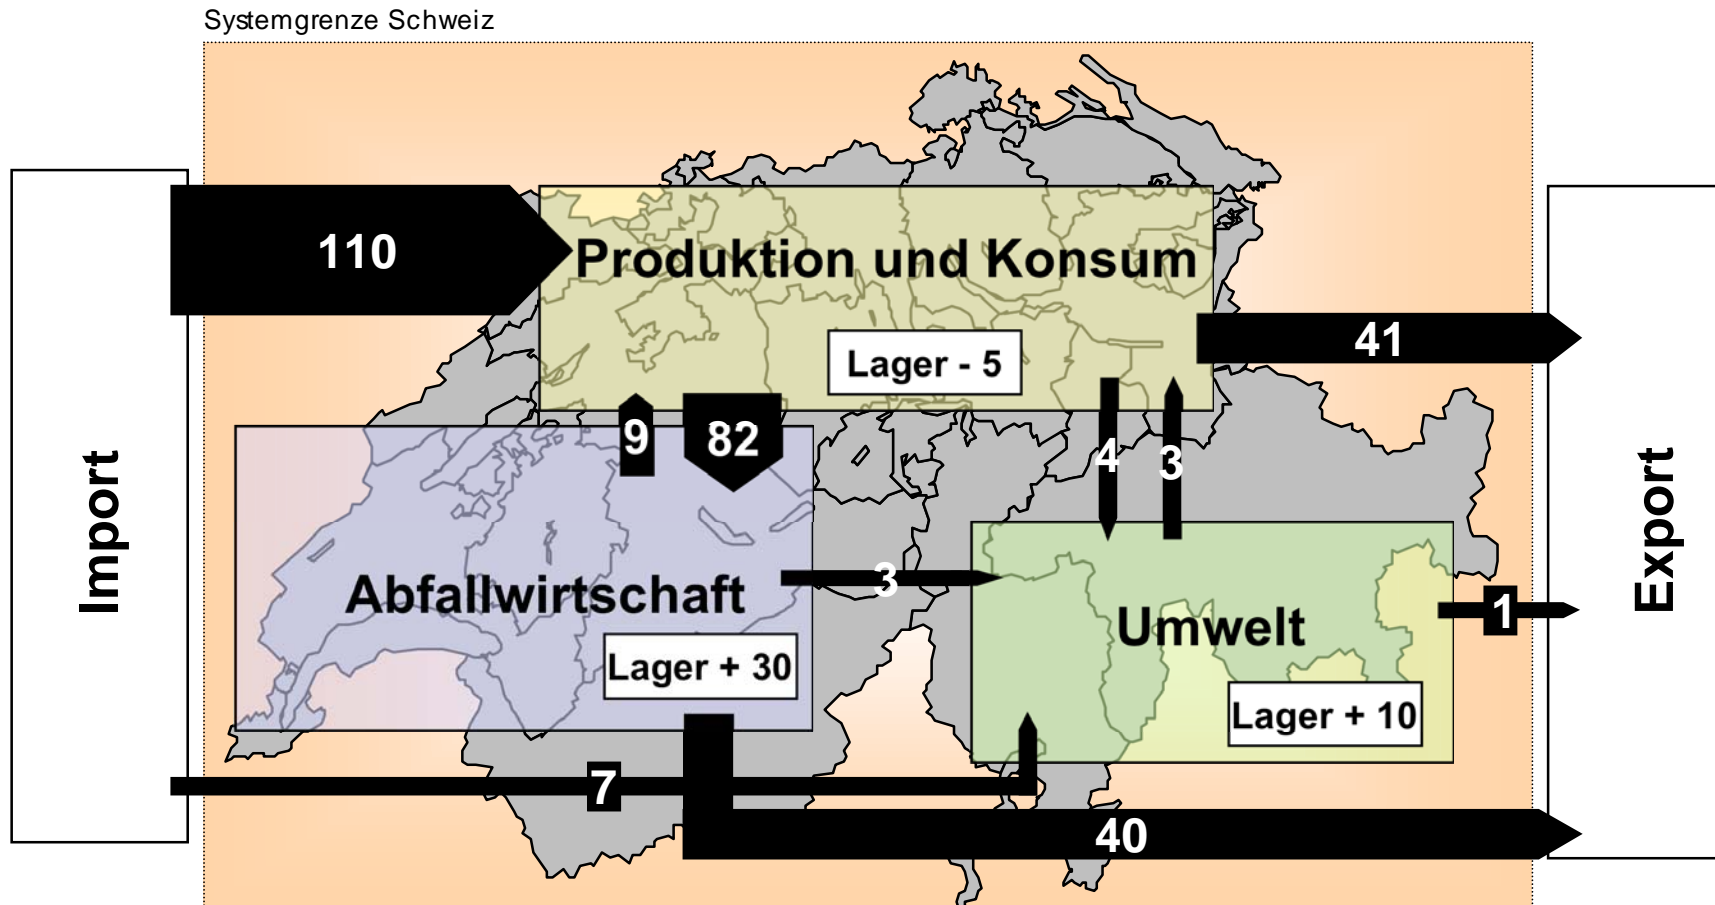 Systemgrenze Schweiz
110
Produktion und Konsum
Lager - 5
41
Import
Export
9
82
4
3
Abfallwirtschaft
3
Lager + 30
Umwelt
1
Lager + 10
7
40